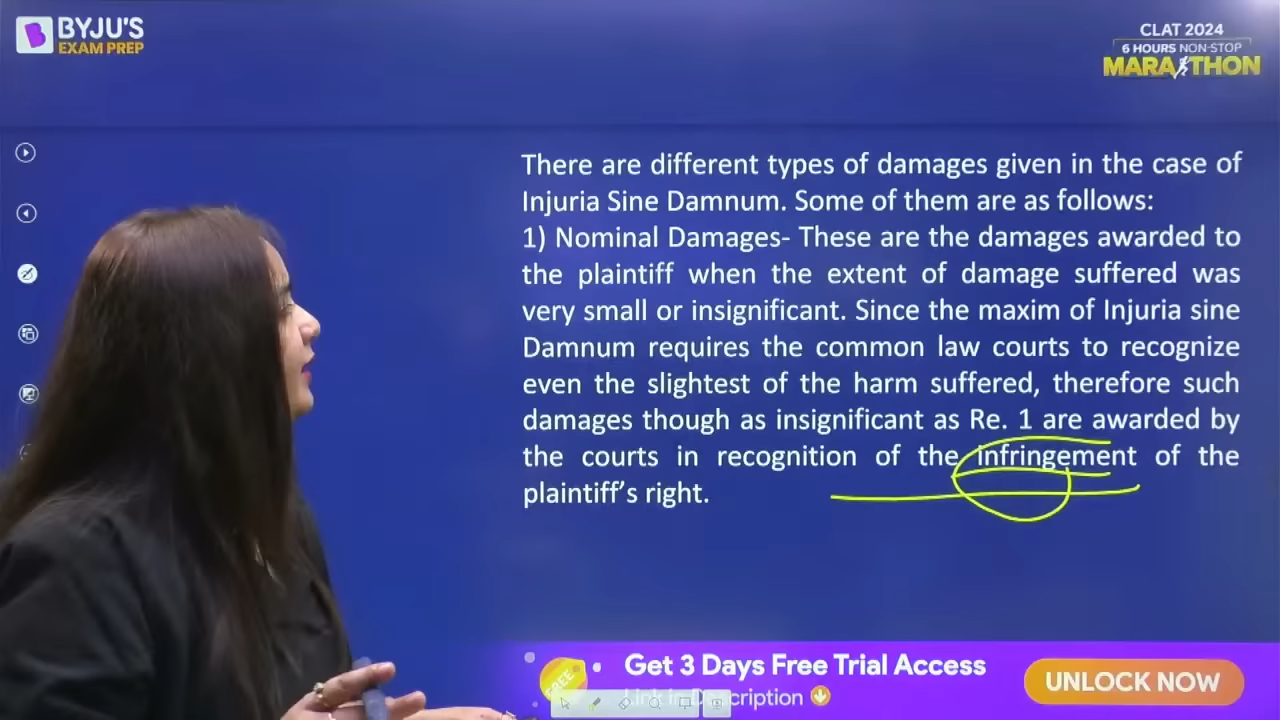 BYJU'S
EXAM PREP
CLAT 2024
6 HOURS NON-STOP
MARATHON
There are different types of damages given in the case of
Injuria Sine Damnum. Some of them are as follows:
1) Nominal Damages- These are the damages awarded to
the plaintiff when the extent of damage suffered was
very small or insignificant. Since the maxim of Injuria sine
Damnum requires the common law courts to recognize
even the slightest of the harm suffered, therefore such
damages though as insignificant as Re. 1 are awarded by
the courts in recognition of the infringement of the
plaintiff's right.
FREE
Get 3 Days Free Trial Access
Link in Description
UNLOCK NOW